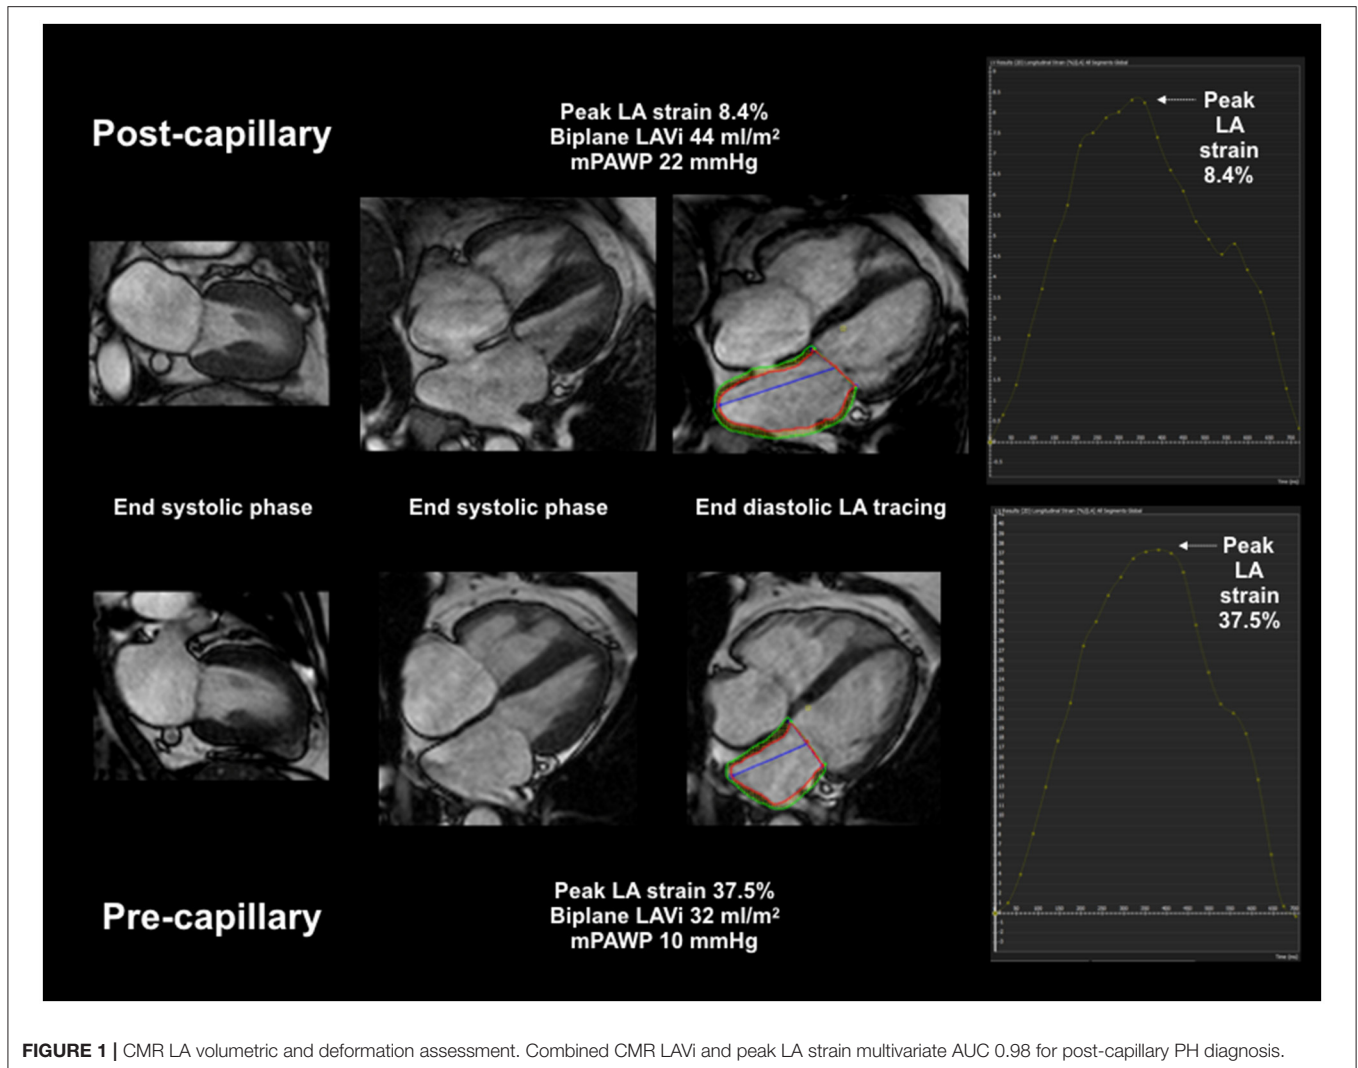 Post-capillary
Peak LA strain 8.4%
Biplane LAVi 44 ml/m²
mPAWP 22 mmHg
Peak
LA
strain
8.4%
End systolic phase
End systolic phase
End diastolic LA tracing
Peak
LA
strain
37.5%
Pre-capillary
Peak LA strain 37.5%
Biplane LAVi 32 ml/m²
mPAWP 10 mmHg
FIGURE 1 | CMR LA volumetric and deformation assessment. Combined CMR LAVi and peak LA strain multivariate AUC 0.98 for post-capillary PH diagnosis.